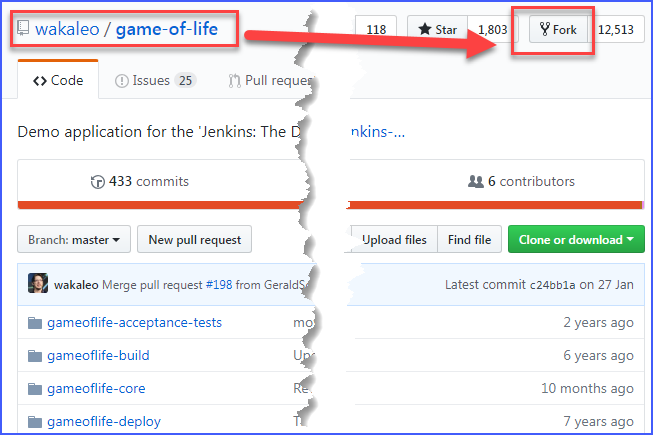 wakaleo / game-of-life 118 Star 1,803 Fork 12,513
Code Issues 25 Pull reque
Demo application for the 'Jenkins: The D nkins-...
433 commits 6 contributors
Branch: master New pull request Upload files Find file Clone or download
wakaleo Merge pull request #198 from GeraldS Latest commit c24bb1a on 27 Jan
gameoflife-acceptance-tests mo 2 years ago
gameoflife-build Up 6 years ago
gameoflife-core Re 10 months ago
gameoflife-deploy 7 years ago